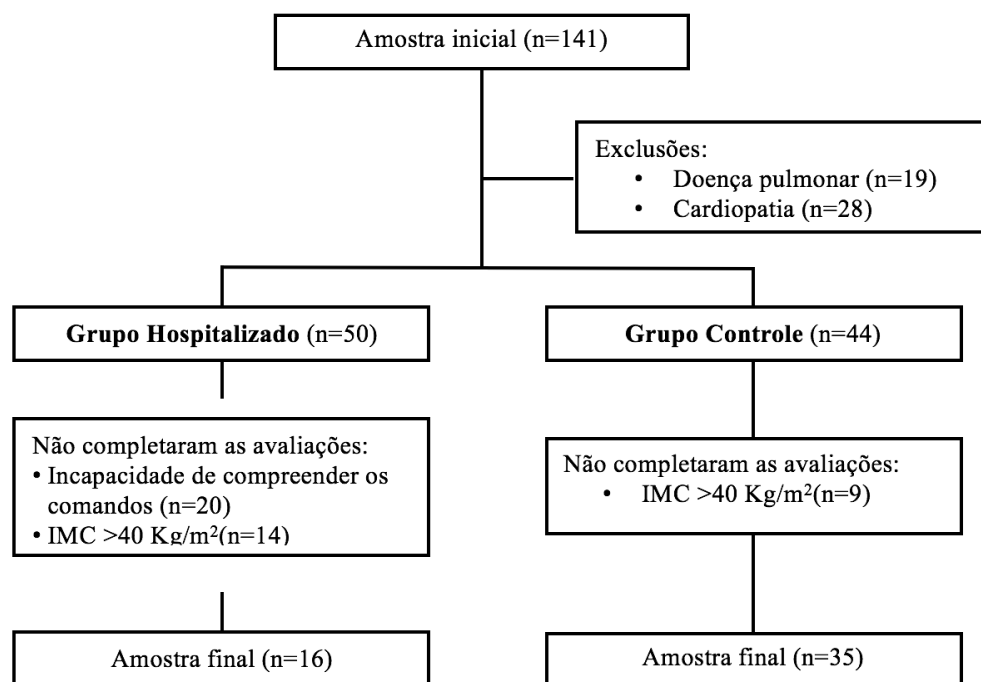 Amostra inicial (n=141)
Exclusões:
• Doença pulmonar (n=19)
• Cardiopatia (n=28)
Grupo Hospitalizado (n=50)
Grupo Controle (n=44)
Não completaram as avaliações:
• Incapacidade de compreender os
comandos (n=20)
• IMC >40 Kg/m²(n=14)
Não completaram as avaliações:
• IMC >40 Kg/m²(n=9)
Amostra final (n=16)
Amostra final (n=35)